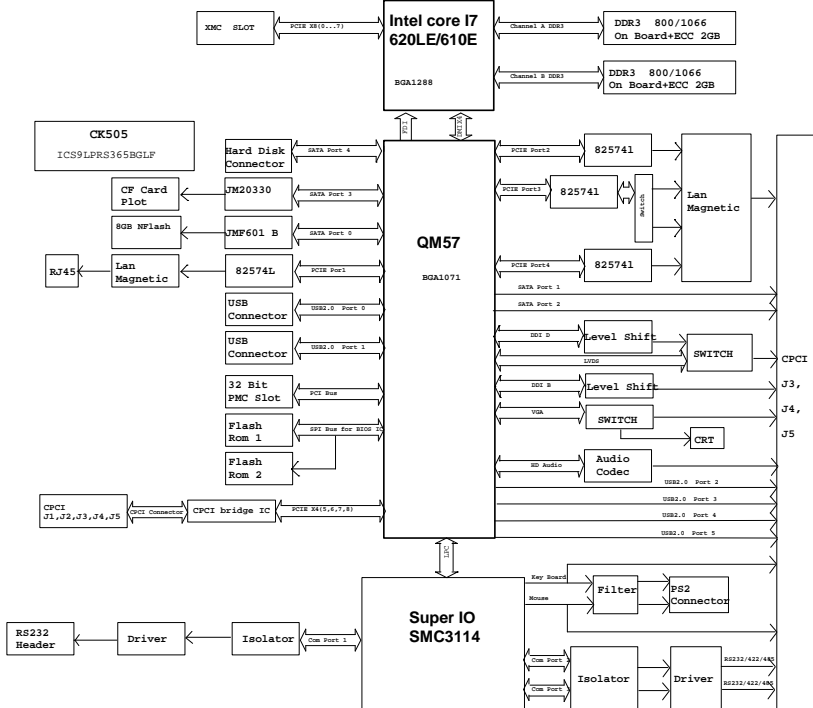 XMC SLOT
PCIE X8(0...7)
Intel core I7
620LE/610E
BGA1288
Channel A DDR3
DDR3 800/1066
On Board+ECC 2GB
Channel B DDR3
DDR3 800/1066
On Board+ECC 2GB
FDI
DMIX4
CK505
ICS9LPRS365BGLF
Hard Disk
Connector
SATA Port 4
CF Card
Plot
JM20330
SATA Port 3
8GB NFlash
JMF601 B
SATA Port 0
RJ45
Lan
Magnetic
82574L
PCIE Por1
USB
Connector
USB2.0 Port 0
USB
Connector
USB2.0 Port 1
32 Bit
PMC Slot
PCI Bus
Flash
Rom 1
SPI Bus for BIOS IC
Flash
Rom 2
CPCI
J1,J2,J3,J4,J5
CPCI Connector
CPCI bridge IC
PCIE X4(5,6,7,8)
QM57
BGA1071
PCIE Port2
82574l
PCIE Port3
82574l
Switch
Lan
Magnetic
PCIE Port4
82574l
SATA Port 1
SATA Port 2
DDI D
Level Shift
LVDS
SWITCH
DDI B
Level Shift
VGA
SWITCH
CRT
HD Audio
Audio
Codec
USB2.0 Port 2
USB2.0 Port 3
USB2.0 Port 4
USB2.0 Port 5
CPCI
J3,
J4,
J5
LPC
Super IO
SMC3114
Key Board
Mouse
Filter
PS2
Connector
RS232
Header
Driver
Isolator
Com Port 1
Com Port
Com Port
Isolator
Driver
RS232/422/485
RS232/422/485